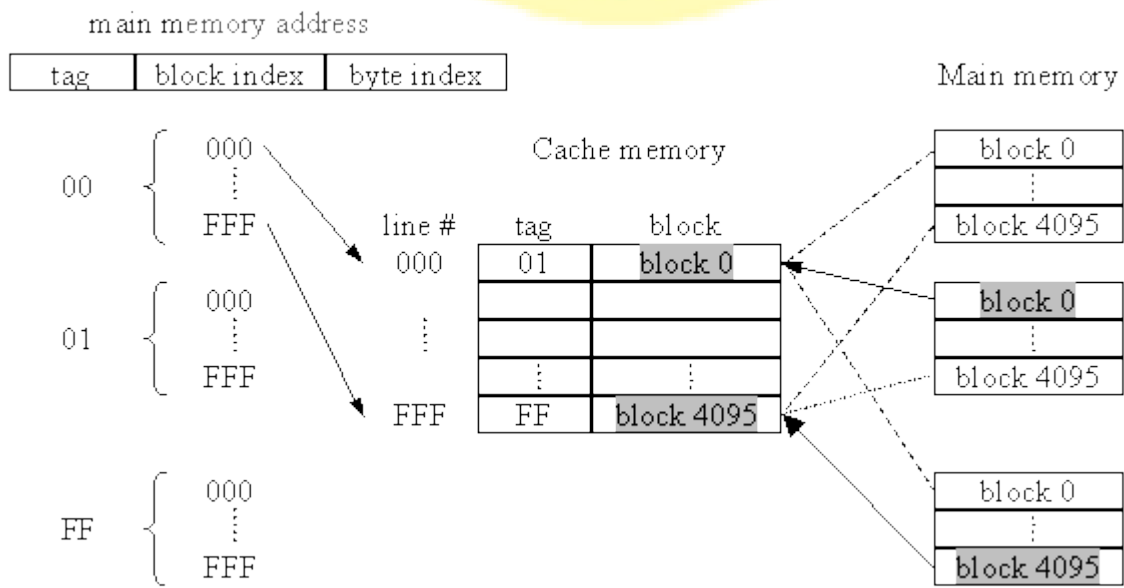 main memory address
tag block index byte index
Main memory
000
00
FFF
Cache memory
block 0
block 4095
line # tag block
000 01 block 0
FFF FF block 4095
000
01
FFF
block 0
block 4095
000
FF
FFF
block 0
block 4095